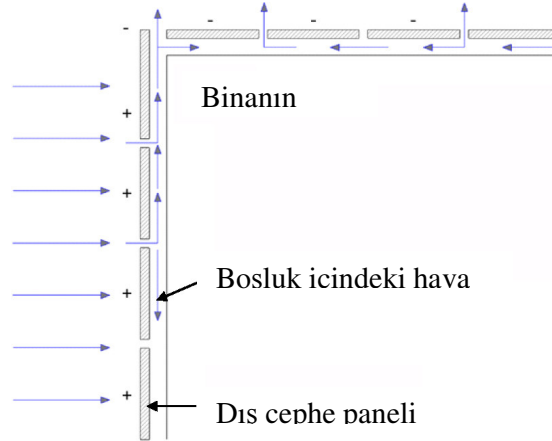 - - -
-
Binanın
+
+
Bosluk icindeki hava
+
Dıs cephe paneli
+